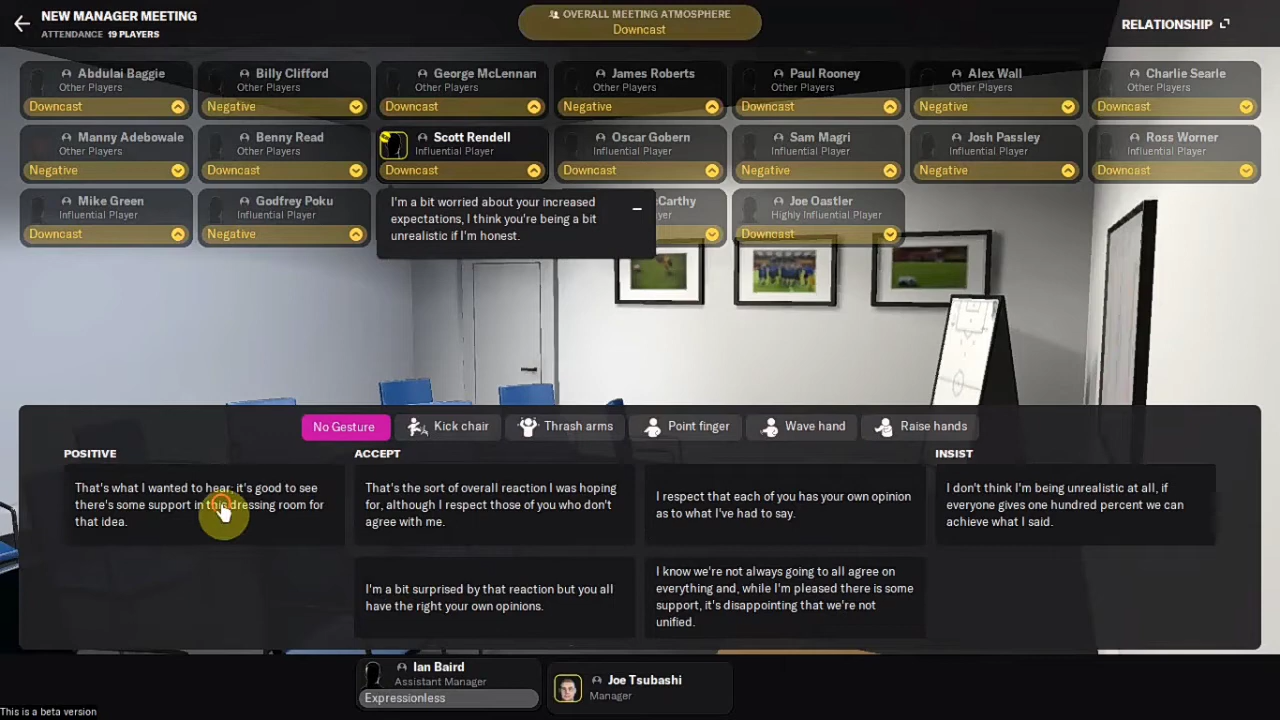 NEW MANAGER MEETING
ATTENDANCE 19 PLAYERS
OVERALL MEETING ATMOSPHERE
Downcast
RELATIONSHIP
Abdulai Baggie
Other Players
Downcast
Billy Clifford
Other Players
Negative
George McLennan
Other Players
Downcast
James Roberts
Other Players
Negative
Paul Rooney
Other Players
Downcast
Alex Wall
Other Players
Negative
Charlie Searle
Other Players
Downcast
Manny Adebowale
Other Players
Negative
Benny Read
Other Players
Downcast
Scott Rendell
Influential Player
Downcast
Oscar Gobern
Influential Player
Downcast
Sam Magri
Influential Player
Negative
Josh Passley
Influential Player
Negative
Ross Worner
Influential Player
Downcast
Mike Green
Influential Player
Downcast
Godfrey Poku
Influential Player
Negative
Carthy
ayer
Joe Oastler
Highly Influential Player
Downcast
I'm a bit worried about your increased
expectations, I think you're being a bit
unrealistic if I'm honest.
No Gesture
Kick chair
Thrash arms
Point finger
Wave hand
Raise hands
POSITIVE
That's what I wanted to hear; it's good to see
there's some support in this dressing room for
that idea.
ACCEPT
That's the sort of overall reaction I was hoping
for, although I respect those of you who don't
agree with me.
I respect that each of you has your own opinion
as to what I've had to say.
I'm a bit surprised by that reaction but you all
have the right your own opinions.
I know we're not always going to all agree on
everything and, while I'm pleased there is some
support, it's disappointing that we're not
unified.
INSIST
I don't think I'm being unrealistic at all, if
everyone gives one hundred percent we can
achieve what I said.
Ian Baird
Assistant Manager
Expressionless
Joe Tsubashi
Manager
This is a beta version